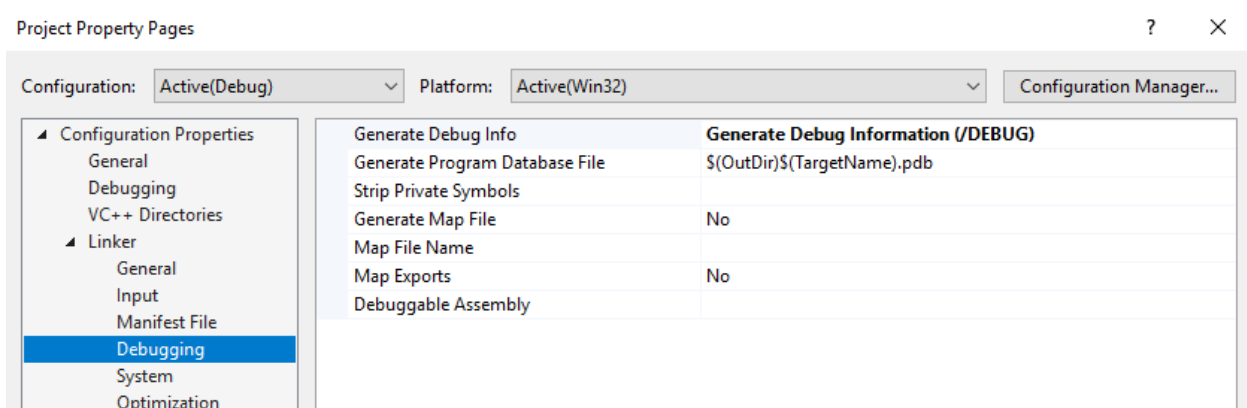 Project Property Pages
?
Configuration: Active(Debug) Platform: Active(Win32) Configuration Manager...
Configuration Properties
General
Debugging
VC++ Directories
Linker
General
Input
Manifest File
Debugging
System
Optimization
Generate Debug Info Generate Debug Information (/DEBUG)
Generate Program Database File $(OutDir)$(TargetName).pdb
Strip Private Symbols
Generate Map File No
Map File Name
Map Exports No
Debuggable Assembly